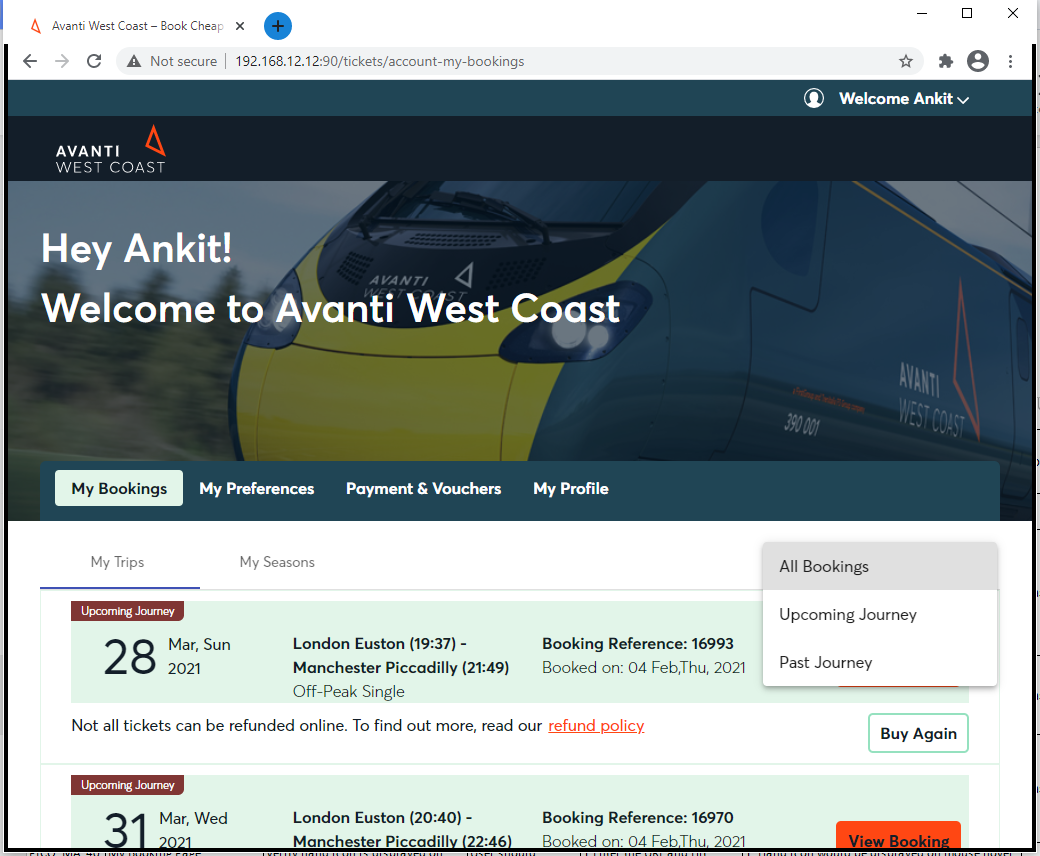 Avanti West Coast – Book Cheap
Not secure
192.168.12.12:90/tickets/account-my-bookings
Welcome Ankit
AVANTI
WEST COAST
Hey Ankit!
AVANTI
WEST COAST
Welcome to Avanti West Coast
AVANTI
WEST COAST
390 001
My Bookings
My Preferences
Payment & Vouchers
My Profile
My Trips
My Seasons
All Bookings
Upcoming Journey
Past Journey
Upcoming Journey
28
Mar, Sun
2021
London Euston (19:37) -
Manchester Piccadilly (21:49)
Off-Peak Single
Booking Reference: 16993
Booked on: 04 Feb,Thu, 2021
Not all tickets can be refunded online. To find out more, read our refund policy
Buy Again
Upcoming Journey
31
Mar, Wed
2021
London Euston (20:40) -
Manchester Piccadilly (22:46)
Booking Reference: 16970
Booked on: 04 Feb,Thu, 2021
View Booking